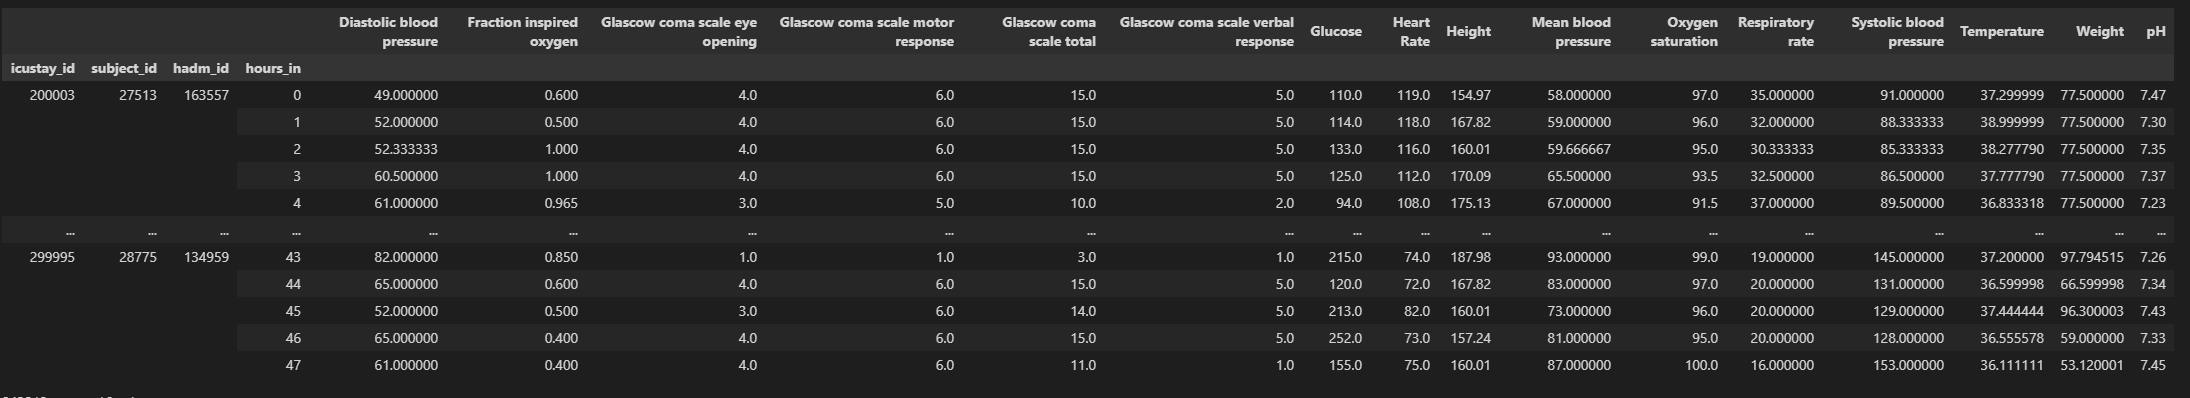 Diastolic blood pressure Fraction inspired oxygen Glascow coma scale eye opening Glascow coma scale motor response Glascow coma scale total Glascow coma scale verbal response Glucose Heart Rate Height Mean blood pressure Oxygen saturation Respiratory rate Systolic blood pressure Temperature Weight pH
icustay_id subject_id hadm_id hours_in
200003 27513 163557 0 49.000000 0.600 4.0 6.0 15.0 5.0 110.0 119.0 154.97 58.000000 97.0 35.000000 91.000000 37.299999 77.500000 7.47
1 52.000000 0.500 4.0 6.0 15.0 5.0 114.0 118.0 167.82 59.000000 96.0 32.000000 88.333333 38.999999 77.500000 7.30
2 52.333333 1.000 4.0 6.0 15.0 5.0 133.0 116.0 160.01 59.666667 95.0 30.333333 85.333333 38.277790 77.500000 7.35
3 60.500000 1.000 4.0 6.0 15.0 5.0 125.0 112.0 170.09 65.500000 93.5 32.500000 86.500000 37.777790 77.500000 7.37
4 61.000000 0.965 3.0 5.0 10.0 2.0 94.0 108.0 175.13 67.000000 91.5 37.000000 89.500000 36.833318 77.500000 7.23
... ... ... ... ... ... ... ... ... ... ... ... ... ... ... ... ... ... ... ...
299995 28775 134959 43 82.000000 0.850 1.0 1.0 3.0 1.0 215.0 74.0 187.98 93.000000 99.0 19.000000 145.000000 37.200000 97.794515 7.26
44 65.000000 0.600 4.0 6.0 15.0 5.0 120.0 72.0 167.82 83.000000 97.0 20.000000 131.000000 36.599998 66.599998 7.34
45 52.000000 0.500 3.0 6.0 14.0 5.0 213.0 82.0 160.01 73.000000 96.0 20.000000 129.000000 37.444444 96.300003 7.43
46 65.000000 0.400 4.0 6.0 15.0 5.0 252.0 73.0 157.24 81.000000 95.0 20.000000 128.000000 36.555578 59.000000 7.33
47 61.000000 0.400 4.0 6.0 11.0 1.0 155.0 75.0 160.01 87.000000 100.0 16.000000 153.000000 36.111111 53.120001 7.45